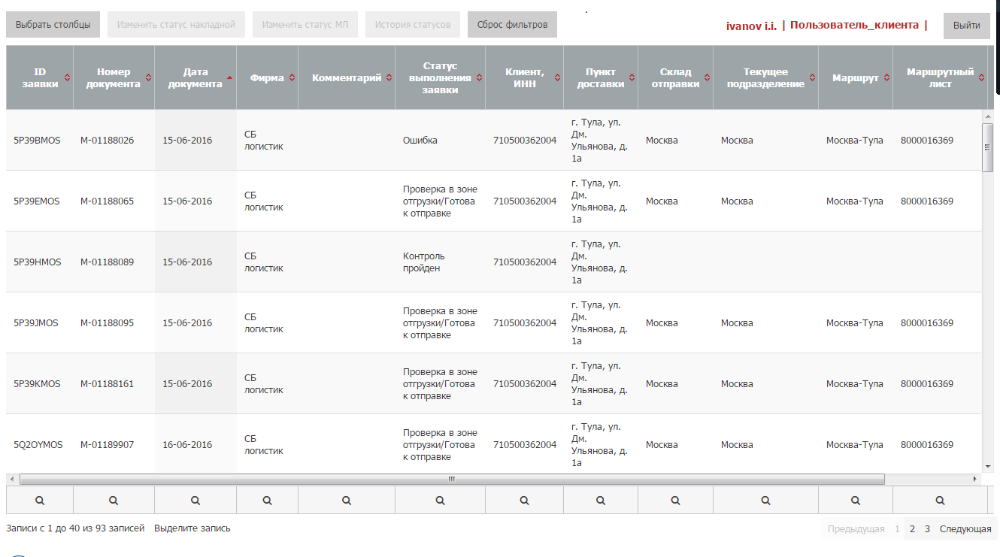 Выбрать столбцы Изменить статус накладной Изменить статус МЛ История статусов Сброс фильтров ivanov i.i. | Пользователь_клиента | Выйти
ID заявки Номер документа Дата документа Фирма Комментарий Статус выполнения заявки Клиент, ИНН Пункт доставки Склад отправки Текущее подразделение Маршрут Маршрутный лист
5P39BMOS M-01188026 15-06-2016 СБ логистик Ошибка 710500362004 г. Тула, ул. Дм. Ульянова, д. 1а Москва Москва Москва-Тула 8000016369
5P39EMOS M-01188065 15-06-2016 СБ логистик Проверка в зоне отгрузки/Готова к отправке 710500362004 г. Тула, ул. Дм. Ульянова, д. 1а Москва Москва Москва-Тула 8000016369
5P39HMOS M-01188089 15-06-2016 СБ логистик Контроль пройден 710500362004 г. Тула, ул. Дм. Ульянова, д. 1а
5P39JMOS M-01188095 15-06-2016 СБ логистик Проверка в зоне отгрузки/Готова к отправке 710500362004 г. Тула, ул. Дм. Ульянова, д. 1а Москва Москва Москва-Тула 8000016369
5P39KMOS M-01188161 15-06-2016 СБ логистик Проверка в зоне отгрузки/Готова к отправке 710500362004 г. Тула, ул. Дм. Ульянова, д. 1а Москва Москва Москва-Тула 8000016369
5Q2OYMOS M-01189907 16-06-2016 СБ логистик Проверка в зоне отгрузки/Готова к отправке 710500362004 г. Тула, ул. Дм. Ульянова, д. 1а Москва Москва Москва-Тула 8000016369
Записи с 1 до 40 из 93 записей Выделите запись Предыдущая 1 2 3 Следующая